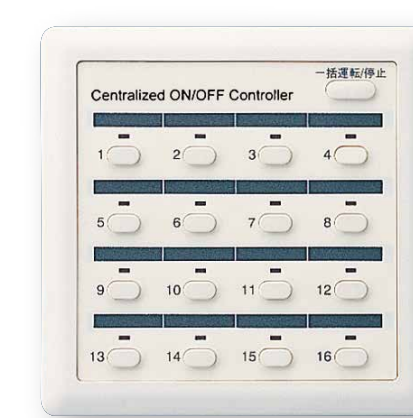 一括運転/停止
Centralized ON/OFF Controller
1 2 3 4
5 6 7 8
9 10 11 12
13 14 15 16